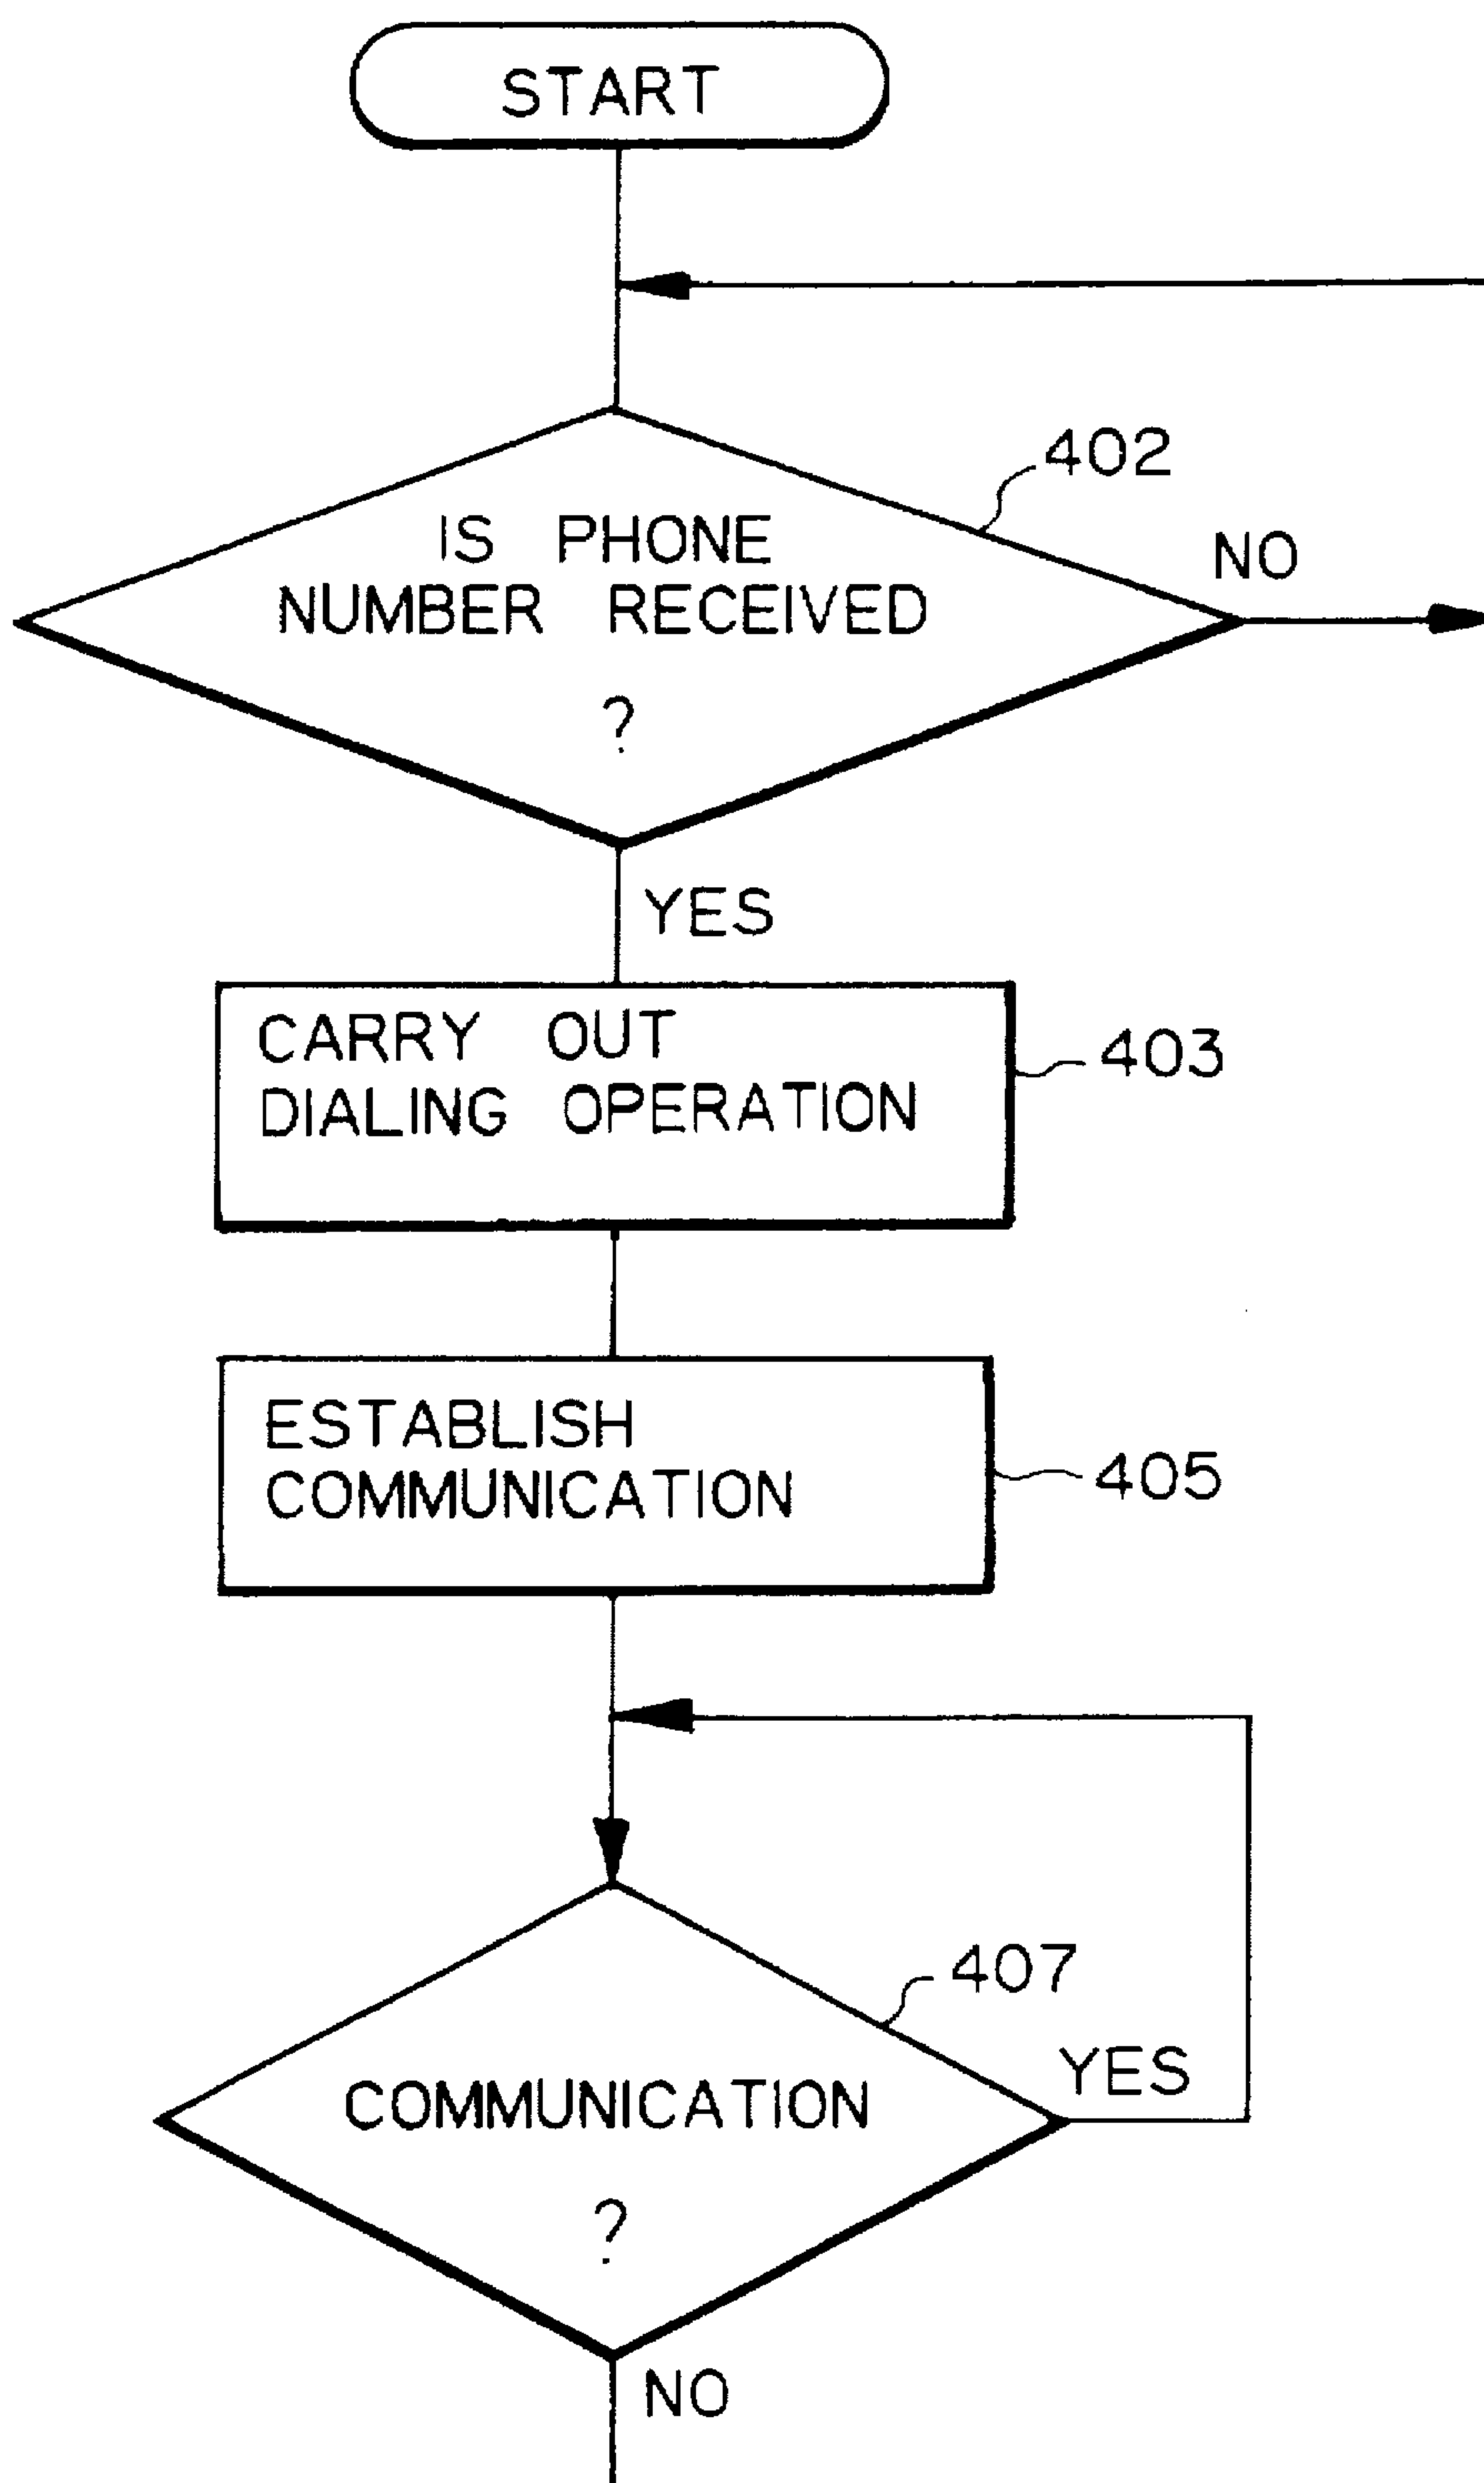 START
402
IS PHONE
NUMBER RECEIVED
?
NO
YES
CARRY OUT
DIALING OPERATION
403
ESTABLISH
COMMUNICATION
405
407
YES
COMMUNICATION
?
NO